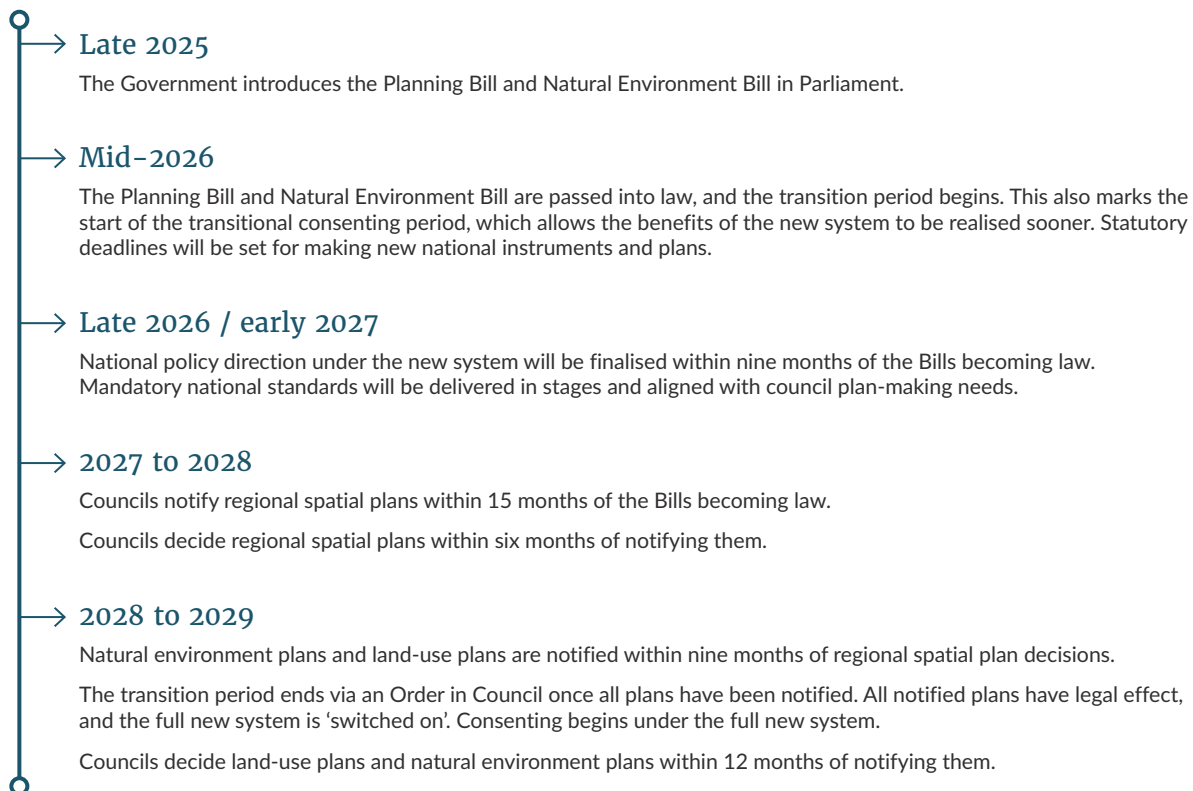 Late 2025
The Government introduces the Planning Bill and Natural Environment Bill in Parliament.
Mid-2026
The Planning Bill and Natural Environment Bill are passed into law, and the transition period begins. This also marks the
start of the transitional consenting period, which allows the benefits of the new system to be realised sooner. Statutory
deadlines will be set for making new national instruments and plans.
Late 2026 / early 2027
National policy direction under the new system will be finalised within nine months of the Bills becoming law.
Mandatory national standards will be delivered in stages and aligned with council plan-making needs.
2027 to 2028
Councils notify regional spatial plans within 15 months of the Bills becoming law.
Councils decide regional spatial plans within six months of notifying them.
2028 to 2029
Natural environment plans and land-use plans are notified within nine months of regional spatial plan decisions.
The transition period ends via an Order in Council once all plans have been notified. All notified plans have legal effect,
and the full new system is ‘switched on’. Consenting begins under the full new system.
Councils decide land-use plans and natural environment plans within 12 months of notifying them.